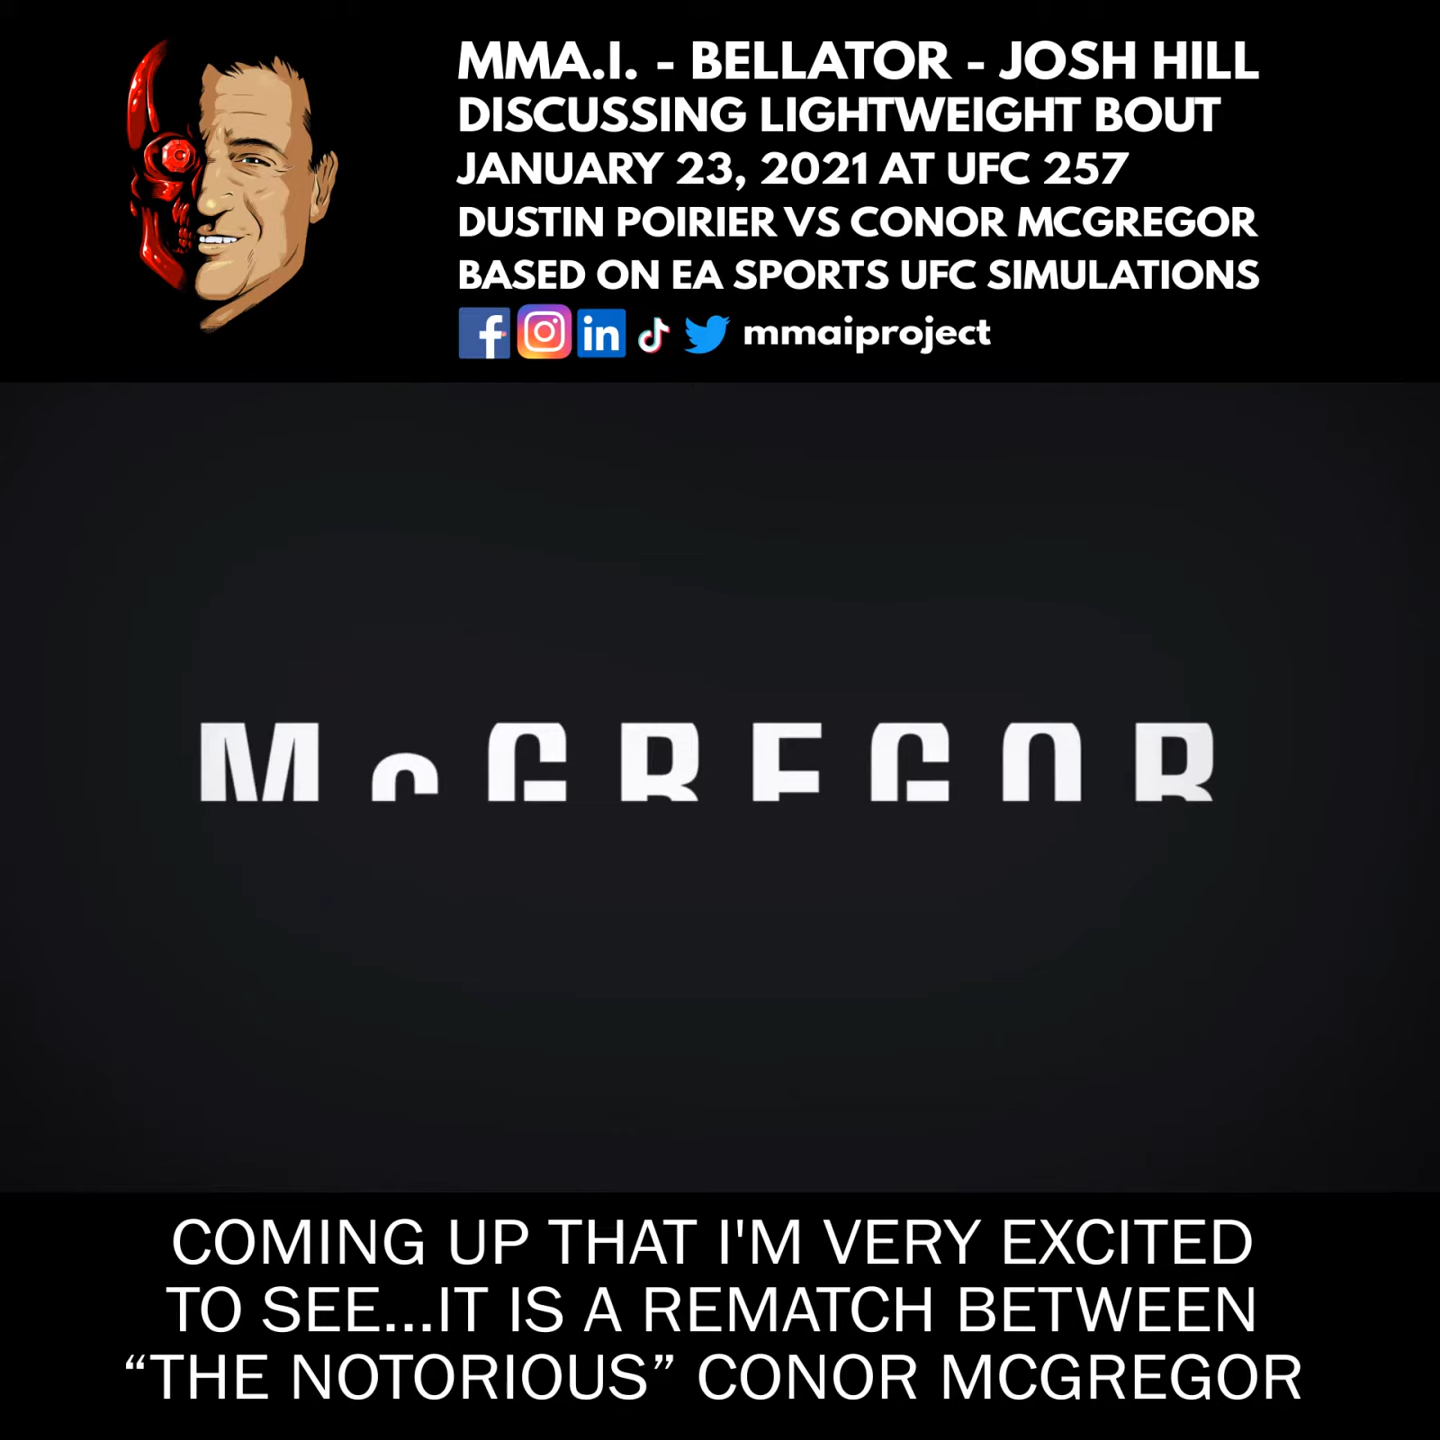 MMA.I. - BELLATOR - JOSH HILL
DISCUSSING LIGHTWEIGHT BOUT
JANUARY 23, 2021 AT UFC 257
DUSTIN POIRIER VS CONOR MCGREGOR
BASED ON EA SPORTS UFC SIMULATIONS
mmaiproject
McGREGOR
COMING UP THAT I'M VERY EXCITED
TO SEE...IT IS A REMATCH BETWEEN
“THE NOTORIOUS” CONOR MCGREGOR